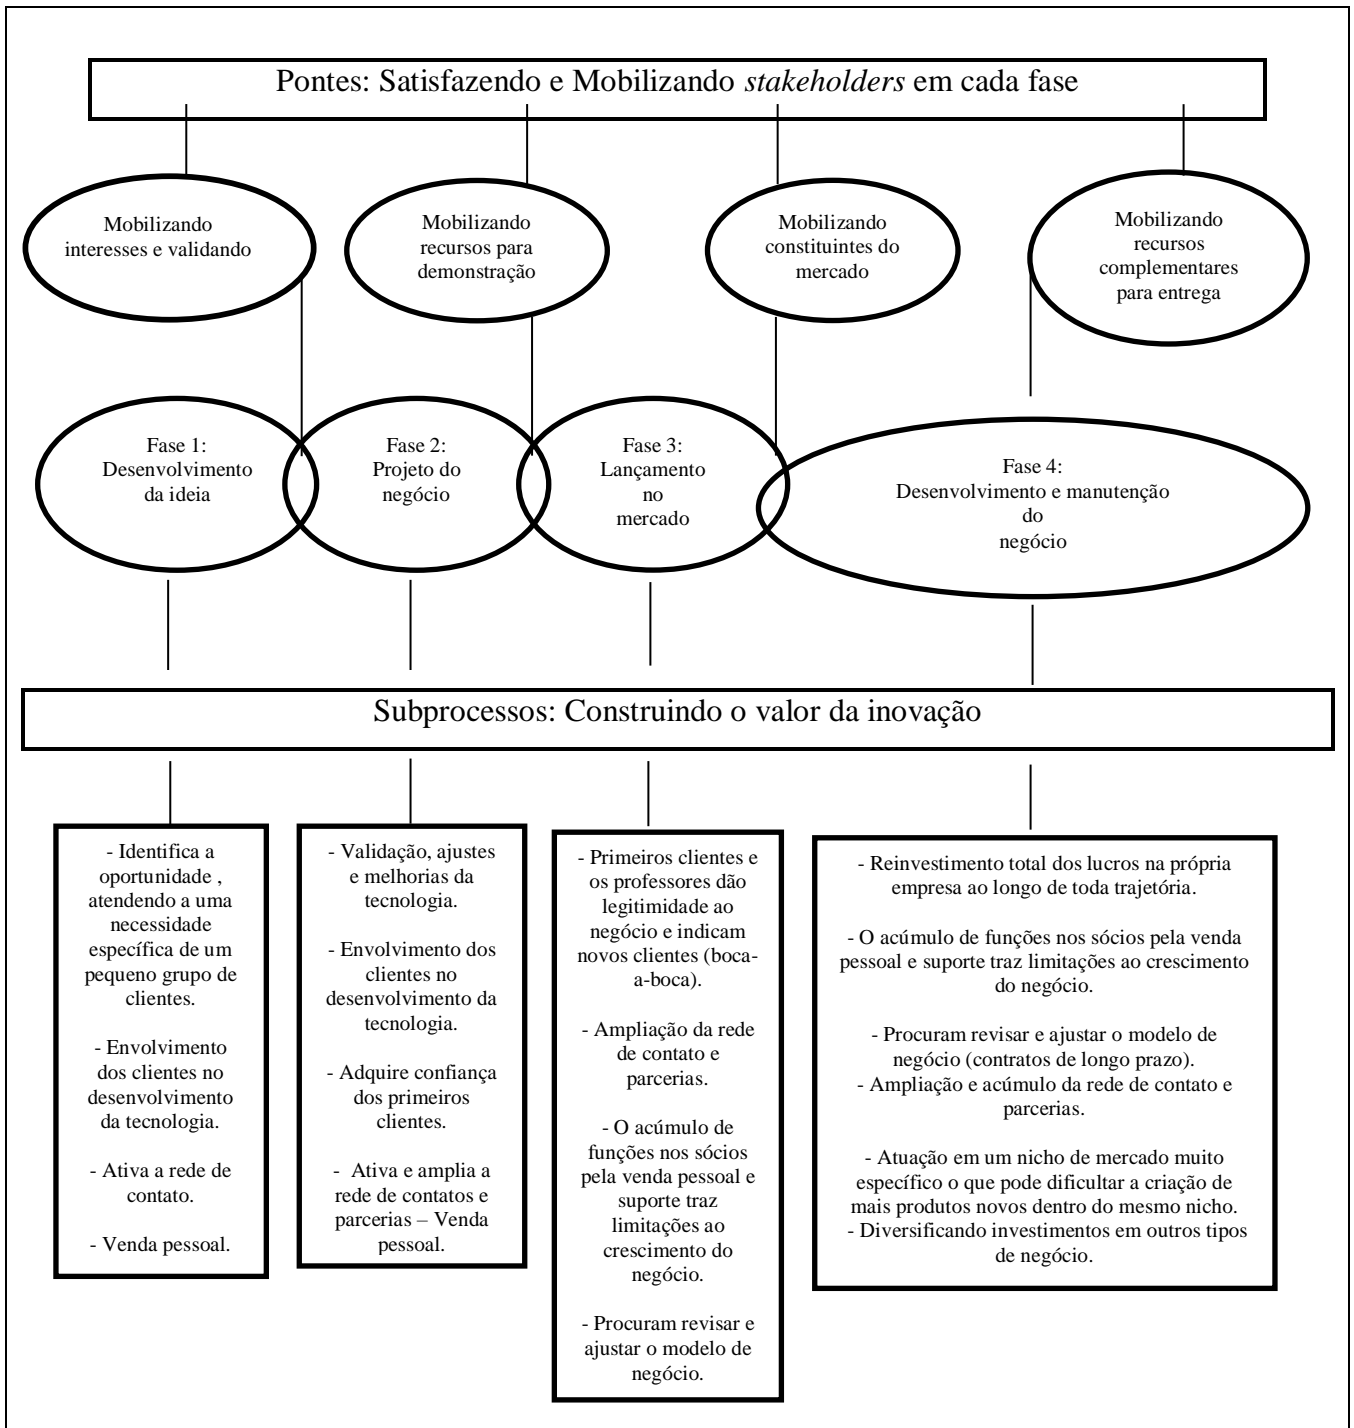 Pontes: Satisfazendo e Mobilizando stakeholders em cada fase
Mobilizando
interesses e validando
Mobilizando
recursos para
demonstração
Mobilizando
constituintes do
mercado
Mobilizando
recursos
complementares
para entrega
Fase 1:
Desenvolvimento
da ideia
Fase 2:
Projeto do
negócio
Fase 3:
Lançamento
no
mercado
Fase 4:
Desenvolvimento e manutenção
do
negócio
Subprocessos: Construindo o valor da inovação
- Identifica a
oportunidade ,
atendendo a uma
necessidade
específica de um
pequeno grupo de
clientes.
- Envolvimento
dos clientes no
desenvolvimento
da tecnologia.
- Ativa a rede de
contato.
- Venda pessoal.
- Validação, ajustes
e melhorias da
tecnologia.
- Envolvimento dos
clientes no
desenvolvimento da
tecnologia.
- Adquire confiança
dos primeiros
clientes.
- Ativa e amplia a
rede de contatos e
parcerias – Venda
pessoal.
- Primeiros clientes e
os professores dão
legitimidade ao
negócio e indicam
novos clientes (boca-
a-boca).
- Ampliação da rede
de contato e
parcerias.
- O acúmulo de
funções nos sócios
pela venda pessoal e
suporte traz
limitações ao
crescimento do
negócio.
- Procuram revisar e
ajustar o modelo de
negócio.
- Reinvestimento total dos lucros na própria
empresa ao longo de toda trajetória.
- O acúmulo de funções nos sócios pela venda
pessoal e suporte traz limitações ao crescimento
do negócio.
- Procuram revisar e ajustar o modelo de
negócio (contratos de longo prazo).
- Ampliação e acúmulo da rede de contato e
parcerias.
- Atuação em um nicho de mercado muito
específico o que pode dificultar a criação de
mais produtos novos dentro do mesmo nicho.
- Diversificando investimentos em outros tipos
de negócio.